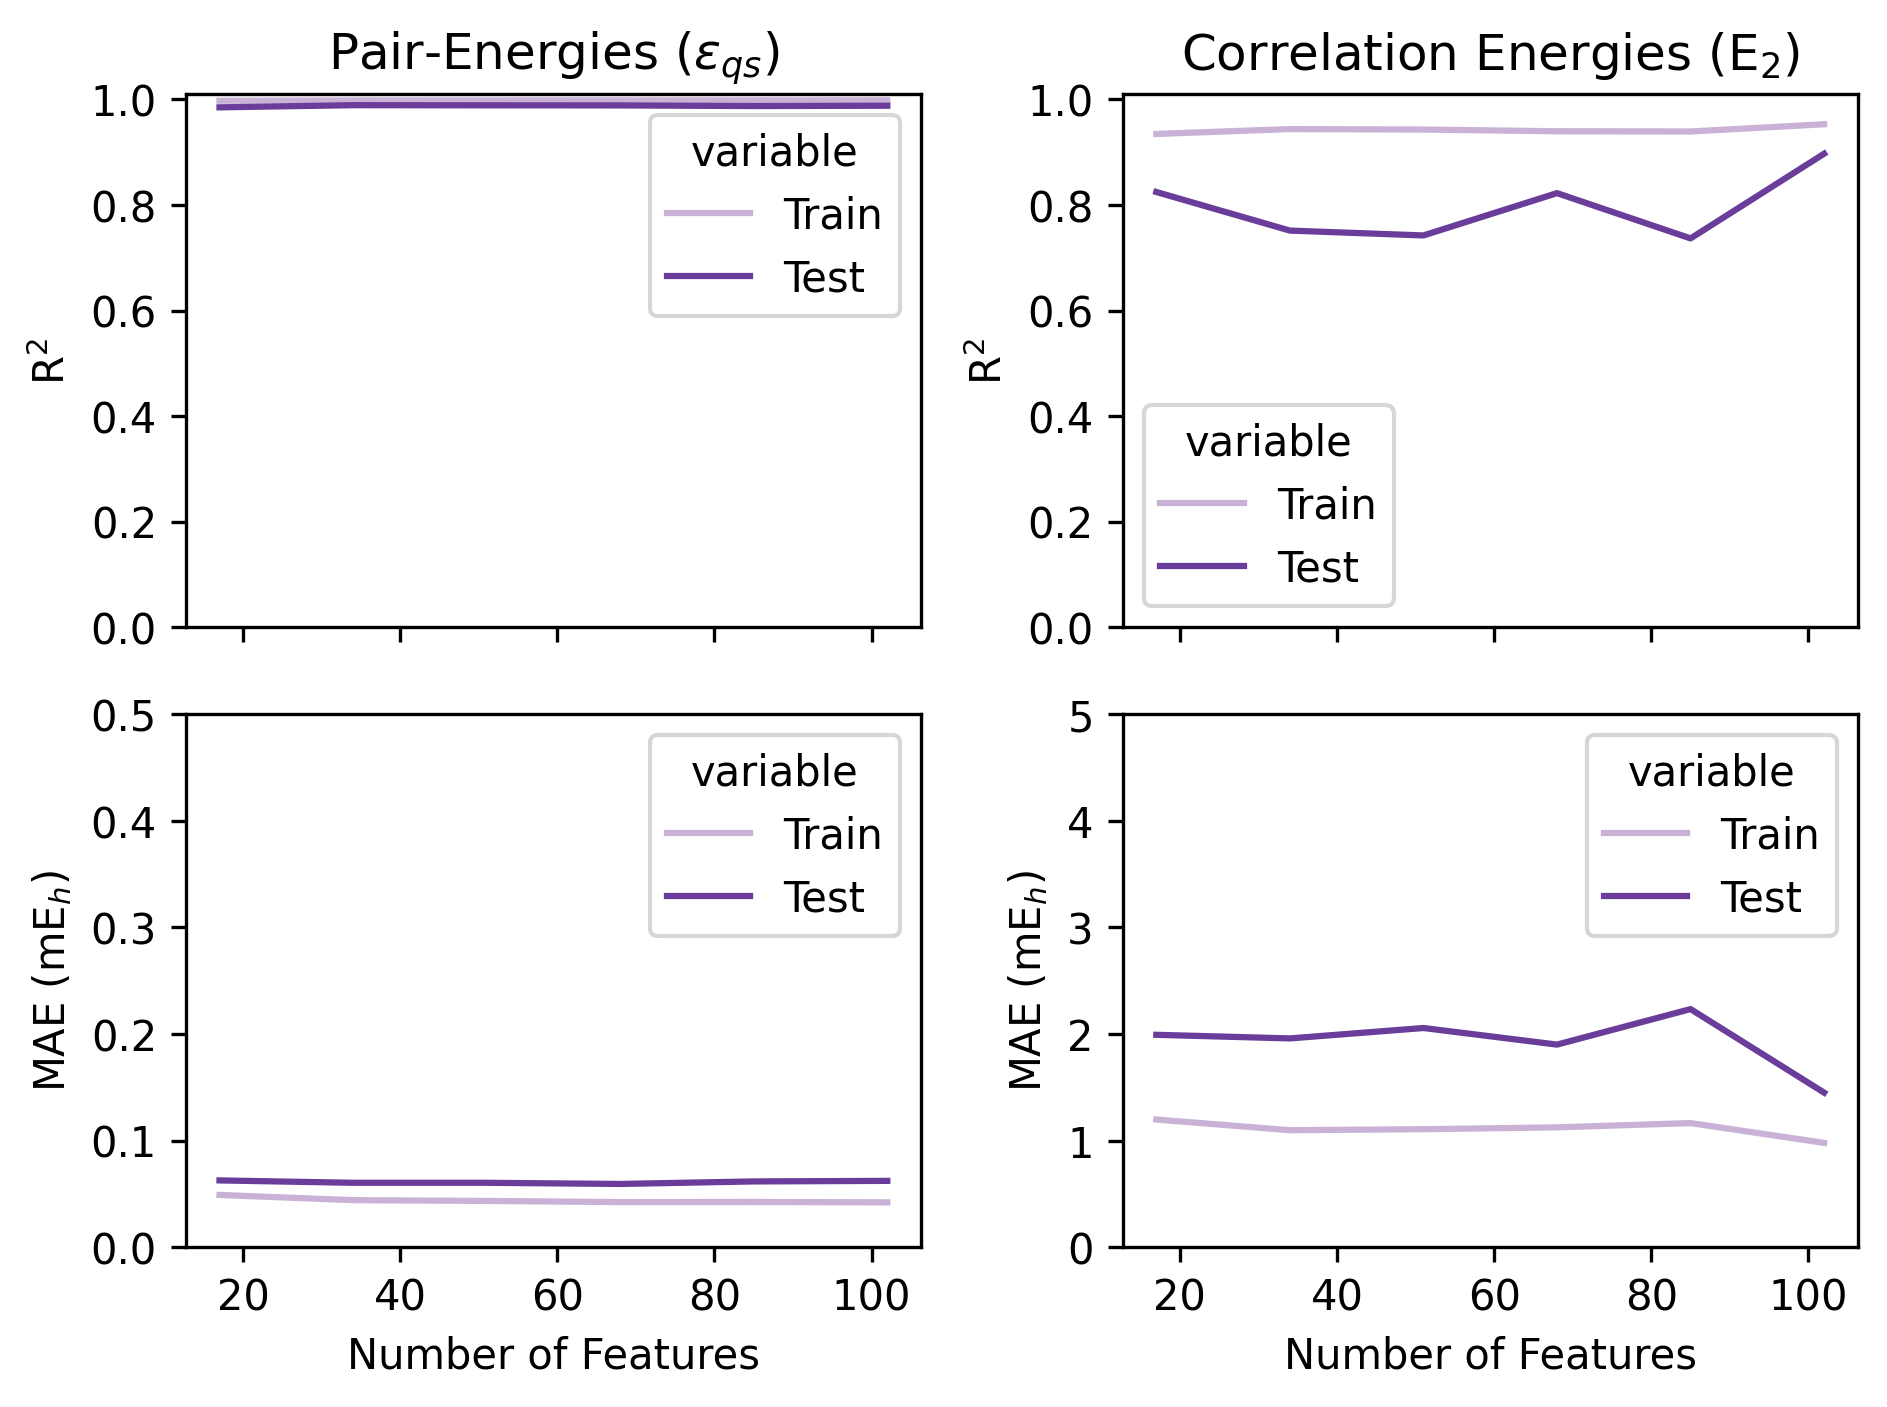 Pair-Energies (ε_qs)
Correlation Energies (E₂)
1.0
0.8
0.6
0.4
0.2
0.0
R²
variable
Train
Test
1.0
0.8
0.6
0.4
0.2
0.0
R²
variable
Train
Test
0.5
0.4
0.3
0.2
0.1
0.0
MAE (mE_h)
variable
Train
Test
20 40 60 80 100
Number of Features
5
4
3
2
1
0
MAE (mE_h)
variable
Train
Test
20 40 60 80 100
Number of Features